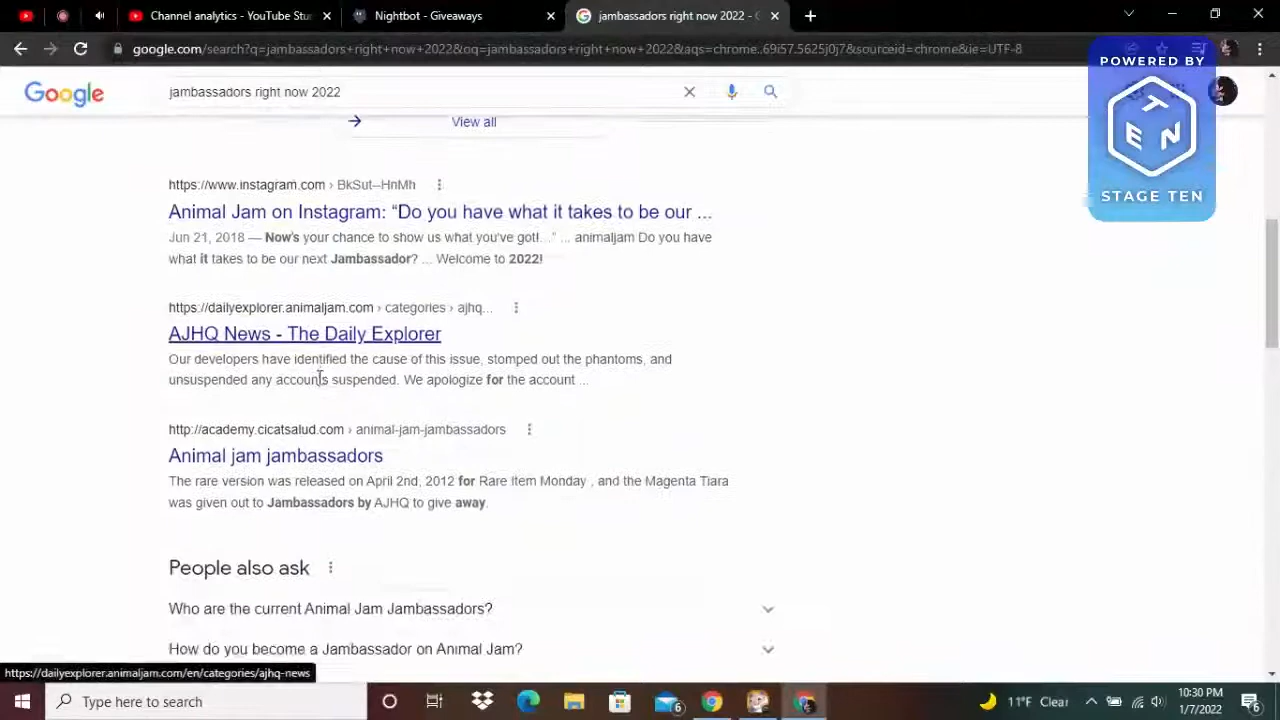 Channel analytics - YouTube Stu
Nightbot - Giveaways
jambassadors right now 2022 - G
google.com/search?q=jambassadors+right+now+2022&oq=jambassadors+right+now+2022&aqs=chrome..69i57.5625j0j7&sourceid=chrome&ie=UTF-8
POWERED BY
TEN
STAGE TEN
Google
jambassadors right now 2022
View all
https://www.instagram.com › BkSut--HnMh
Animal Jam on Instagram: “Do you have what it takes to be our ...
Jun 21, 2018 — Now's your chance to show us what you've got!...” ... animaljam Do you have
what it takes to be our next Jambassador? ... Welcome to 2022!
https://dailyexplorer.animaljam.com › categories › ajhq...
AJHQ News - The Daily Explorer
Our developers have identified the cause of this issue, stomped out the phantoms, and
unsuspended any accounts suspended. We apologize for the account ...
http://academy.cicatsalud.com › animal-jam-jambassadors
Animal jam jambassadors
The rare version was released on April 2nd, 2012 for Rare Item Monday , and the Magenta Tiara
was given out to Jambassadors by AJHQ to give away.
People also ask
Who are the current Animal Jam Jambassadors?
How do you become a Jambassador on Animal Jam?
https://dailyexplorer.animaljam.com/en/categories/ajhq-news
Type here to search
6
11°F Clear
10:30 PM
1/7/2022
6